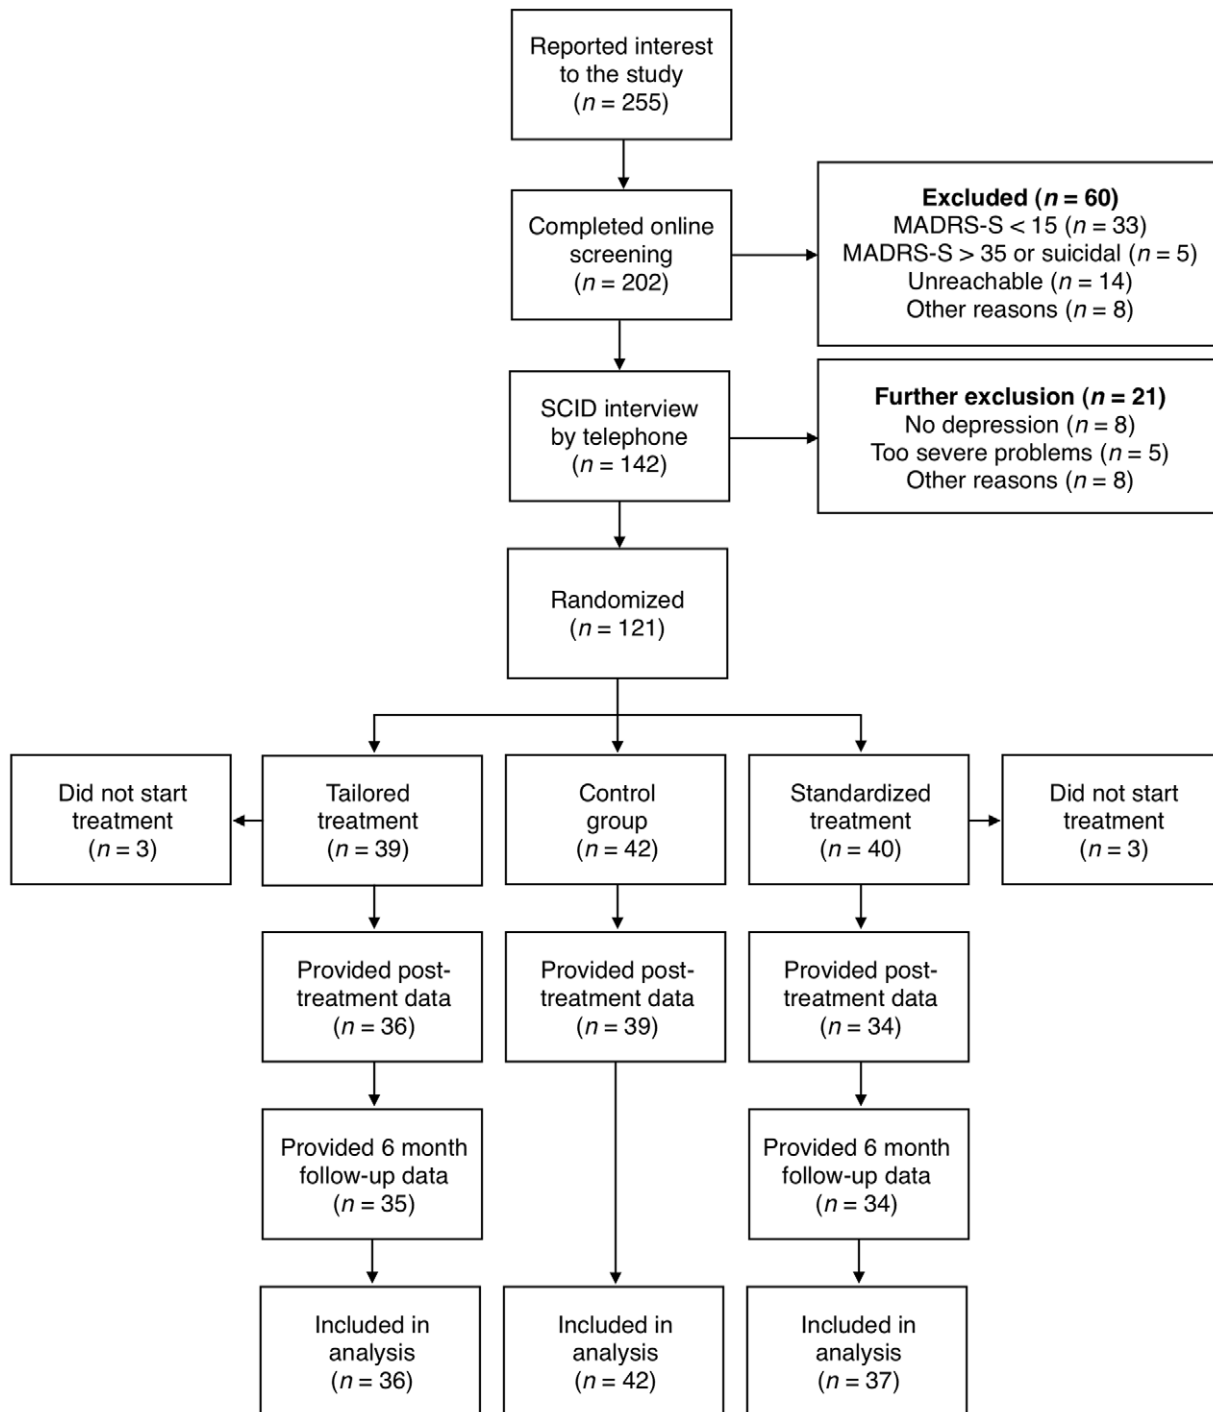 Reported interest
to the study
(n = 255)
Completed online
screening
(n = 202)
Excluded (n = 60)
MADRS-S < 15 (n = 33)
MADRS-S > 35 or suicidal (n = 5)
Unreachable (n = 14)
Other reasons (n = 8)
SCID interview
by telephone
(n = 142)
Further exclusion (n = 21)
No depression (n = 8)
Too severe problems (n = 5)
Other reasons (n = 8)
Randomized
(n = 121)
Did not start
treatment
(n = 3)
Tailored
treatment
(n = 39)
Control
group
(n = 42)
Standardized
treatment
(n = 40)
Did not start
treatment
(n = 3)
Provided post-
treatment data
(n = 36)
Provided post-
treatment data
(n = 39)
Provided post-
treatment data
(n = 34)
Provided 6 month
follow-up data
(n = 35)
Provided 6 month
follow-up data
(n = 34)
Included in
analysis
(n = 36)
Included in
analysis
(n = 42)
Included in
analysis
(n = 37)